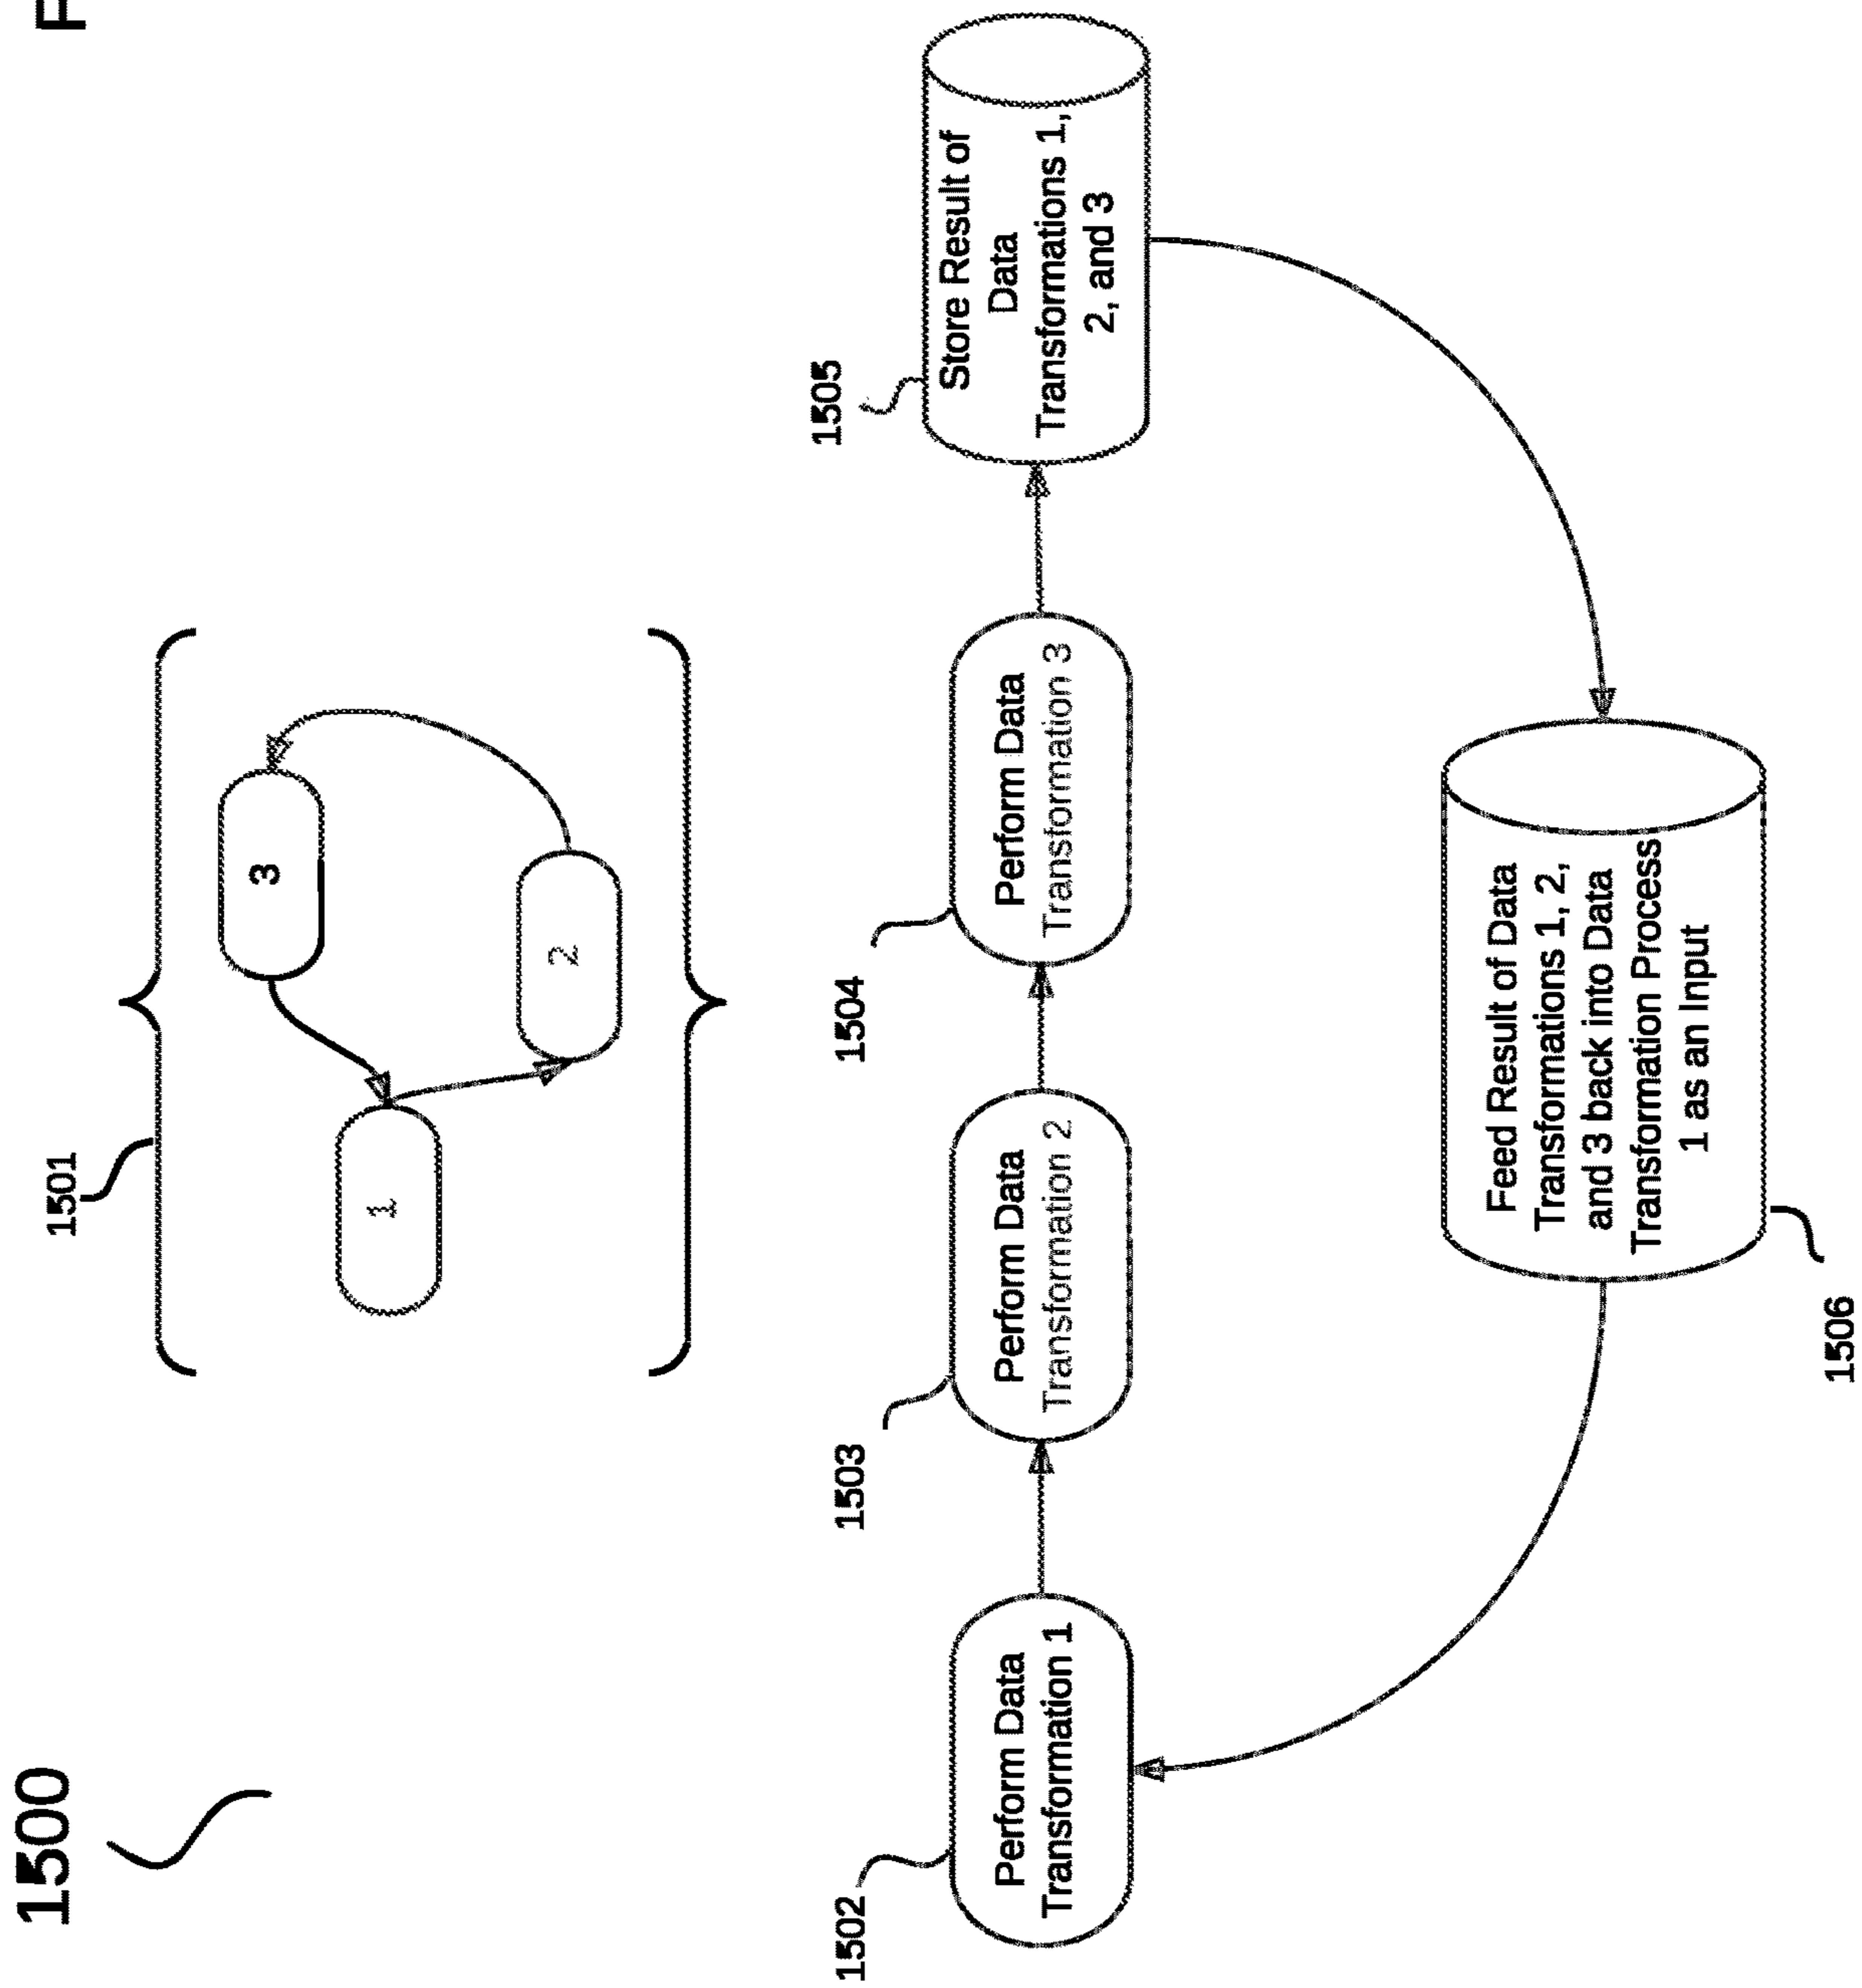 1500
F
1501
1
2
3
1502
Perform Data
Transformation 1
1503
Perform Data
Transformation 2
1504
Perform Data
Transformation 3
1505
Store Result of
Data
Transformations 1,
2, and 3
1506
Feed Result of Data
Transformations 1, 2,
and 3 back into Data
Transformation Process
1 as an Input